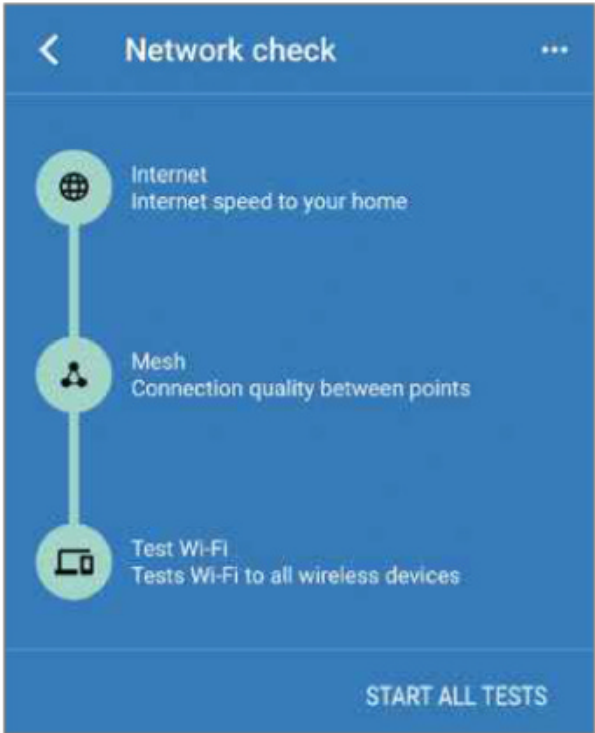 Network check
Internet
Internet speed to your home
Mesh
Connection quality between points
Test Wi-Fi
Tests Wi-Fi to all wireless devices
START ALL TESTS